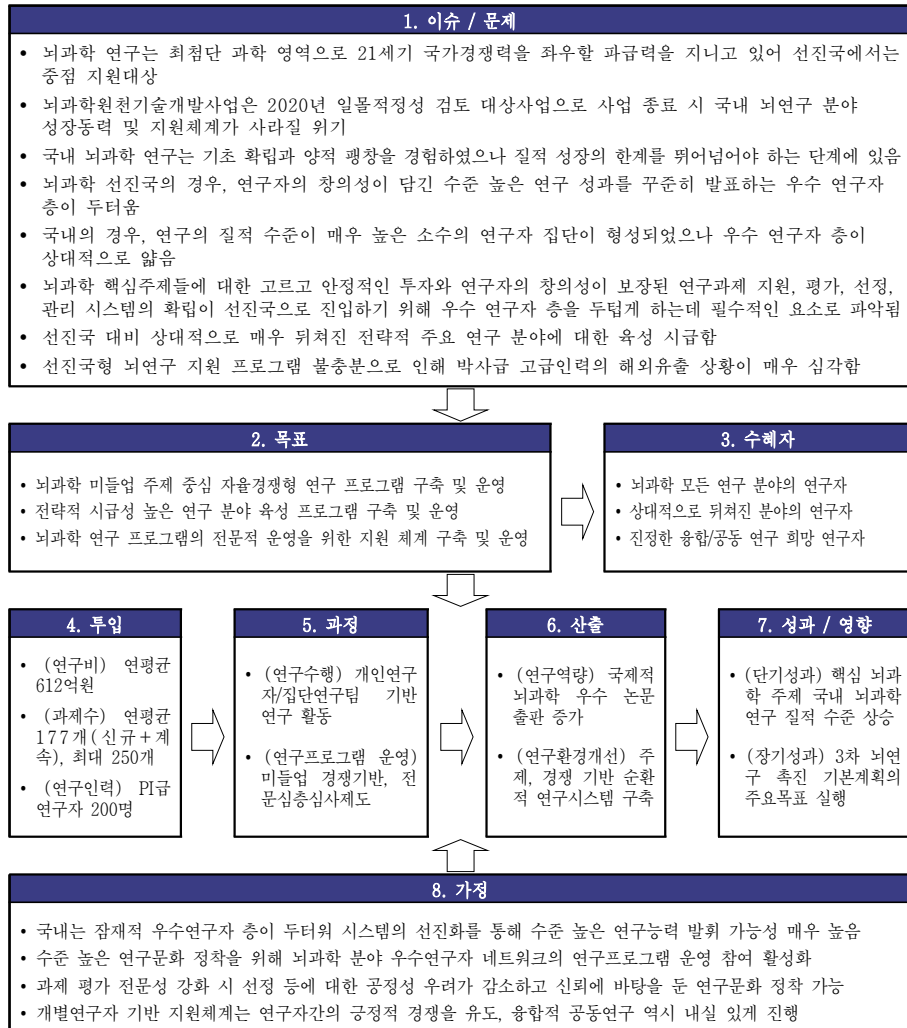 1. 이슈 / 문제
• 뇌과학 연구는 최첨단 과학 영역으로 21세기 국가경쟁력을 좌우할 파급력을 지니고 있어 선진국에서는
중점 지원대상
• 뇌과학원천기술개발사업은 2020년 일몰적정성 검토 대상사업으로 사업 종료 시 국내 뇌연구 분야
성장동력 및 지원체계가 사라질 위기
• 국내 뇌과학 연구는 기초 확립과 양적 팽창을 경험하였으나 질적 성장의 한계를 뛰어넘어야 하는 단계에 있음
• 뇌과학 선진국의 경우, 연구자의 창의성이 담긴 수준 높은 연구 성과를 꾸준히 발표하는 우수 연구자
층이 두터움
• 국내의 경우, 연구의 질적 수준이 매우 높은 소수의 연구자 집단이 형성되었으나 우수 연구자 층이
상대적으로 얇음
• 뇌과학 핵심주제들에 대한 고르고 안정적인 투자와 연구자의 창의성이 보장된 연구과제 지원, 평가, 선정,
관리 시스템의 확립이 선진국으로 진입하기 위해 우수 연구자 층을 두텁게 하는데 필수적인 요소로 파악됨
• 선진국 대비 상대적으로 매우 뒤쳐진 전략적 주요 연구 분야에 대한 육성 시급함
• 선진국형 뇌연구 지원 프로그램 불충분으로 인해 박사급 고급인력의 해외유출 상황이 매우 심각함
2. 목표
• 뇌과학 미들업 주제 중심 자율경쟁형 연구 프로그램 구축 및 운영
• 전략적 시급성 높은 연구 분야 육성 프로그램 구축 및 운영
• 뇌과학 연구 프로그램의 전문적 운영을 위한 지원 체계 구축 및 운영
3. 수혜자
• 뇌과학 모든 연구 분야의 연구자
• 상대적으로 뒤쳐진 분야의 연구자
• 진정한 융합/공동 연구 희망 연구자
4. 투입
• (연구비) 연평균
612억원
• (과제수) 연평균
177개(신규+계
속), 최대 250개
• (연구인력) PI급
연구자 200명
5. 과정
• (연구수행) 개인연구
자/집단연구팀 기반
연구 활동
• (연구프로그램 운영)
미들업 경쟁기반, 전
문심층심사제도
6. 산출
• (연구역량) 국제적
뇌과학 우수 논문
출판 증가
• (연구환경개선) 주
제, 경쟁 기반 순환
적 연구시스템 구축
7. 성과 / 영향
• (단기성과) 핵심 뇌과
학 주제 국내 뇌과학
연구 질적 수준 상승
• (장기성과) 3차 뇌연
구 촉진 기본계획의
주요목표 실행
8. 가정
• 국내는 잠재적 우수연구자 층이 두터워 시스템의 선진화를 통해 수준 높은 연구능력 발휘 가능성 매우 높음
• 수준 높은 연구문화 정착을 위해 뇌과학 분야 우수연구자 네트워크의 연구프로그램 운영 참여 활성화
• 과제 평가 전문성 강화 시 선정 등에 대한 공정성 우려가 감소하고 신뢰에 바탕을 둔 연구문화 정착 가능
• 개별연구자 기반 지원체계는 연구자간의 긍정적 경쟁을 유도, 융합적 공동연구 역시 내실 있게 진행